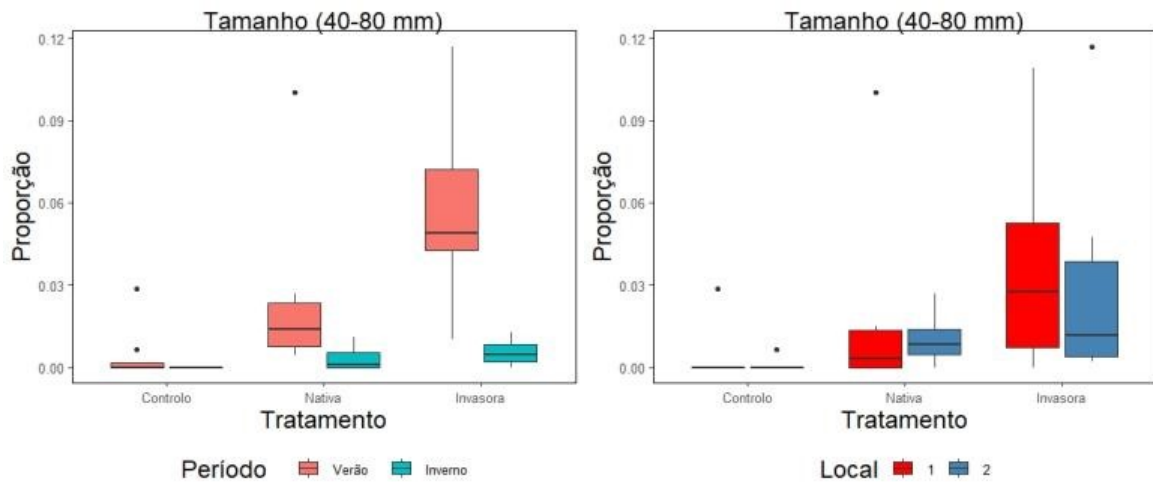 Tamanho (40-80 mm)
Proporção
0.12
0.09
0.06
0.03
0.00
Controlo Nativa Invasora
Tratamento
Período Verão Inverno
Tamanho (40-80 mm)
Proporção
0.12
0.09
0.06
0.03
0.00
Controlo Nativa Invasora
Tratamento
Local 1 2